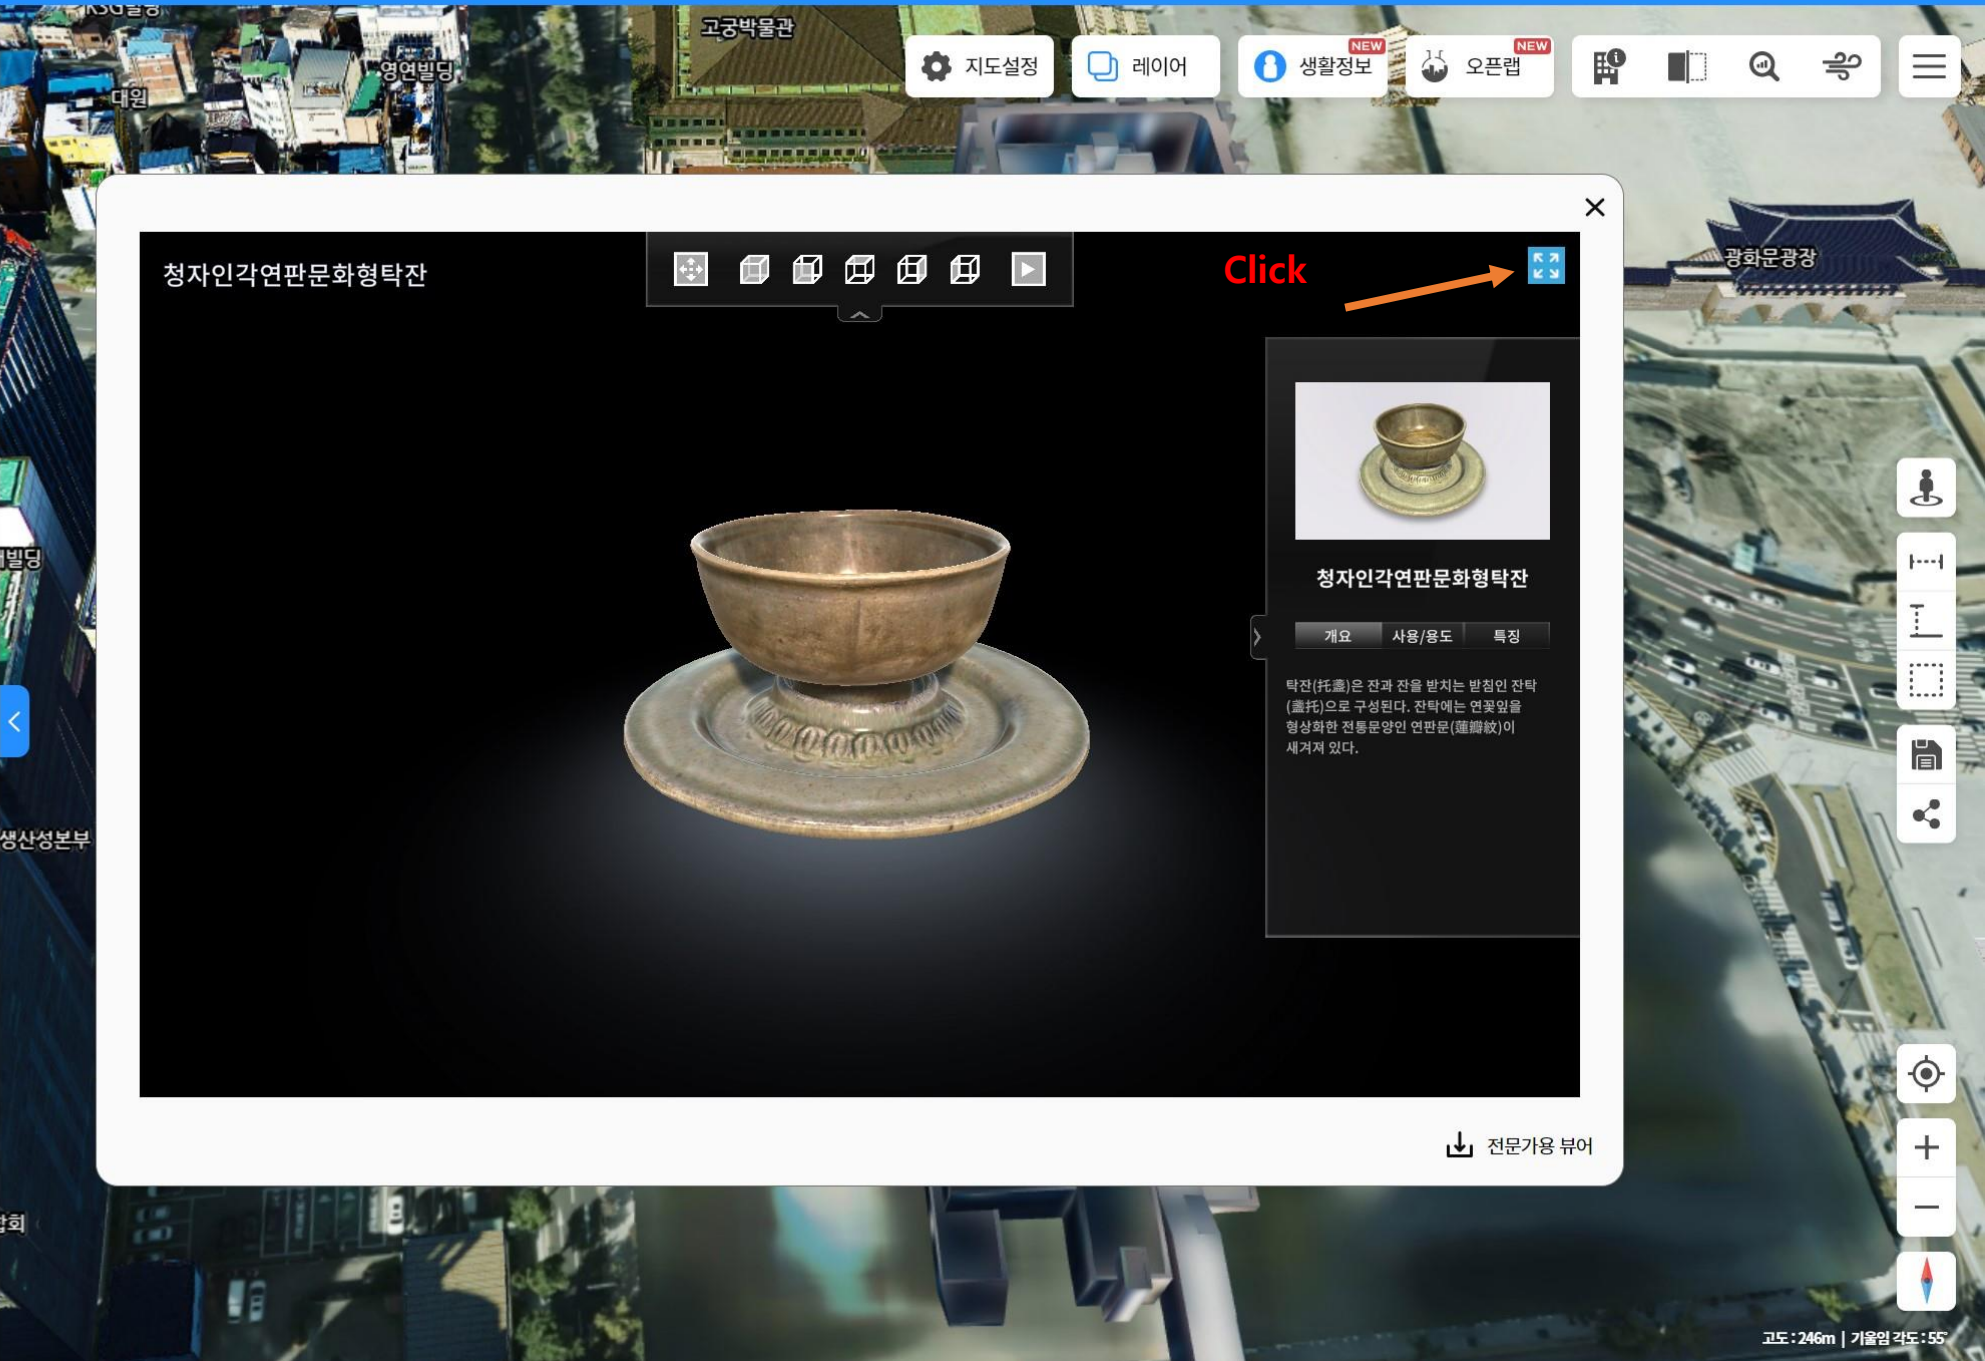 KSG빌딩
고궁박물관
영연빌딩
대원
지도설정
레이어
생활정보
NEW
오픈랩
NEW
청자인각연판문화형탁잔
Click
광화문광장
청자인각연판문화형탁잔
개요
사용/용도
특징
탁잔(托盞)은 잔과 잔을 받치는 받침인 잔탁
(盞托)으로 구성된다. 잔탁에는 연꽃잎을
형상화한 전통문양인 연판문(蓮瓣紋)이
새겨져 있다.
빌딩
생산성본부
전문가용 뷰어
고도 : 246m | 기울임 각도 : 55°